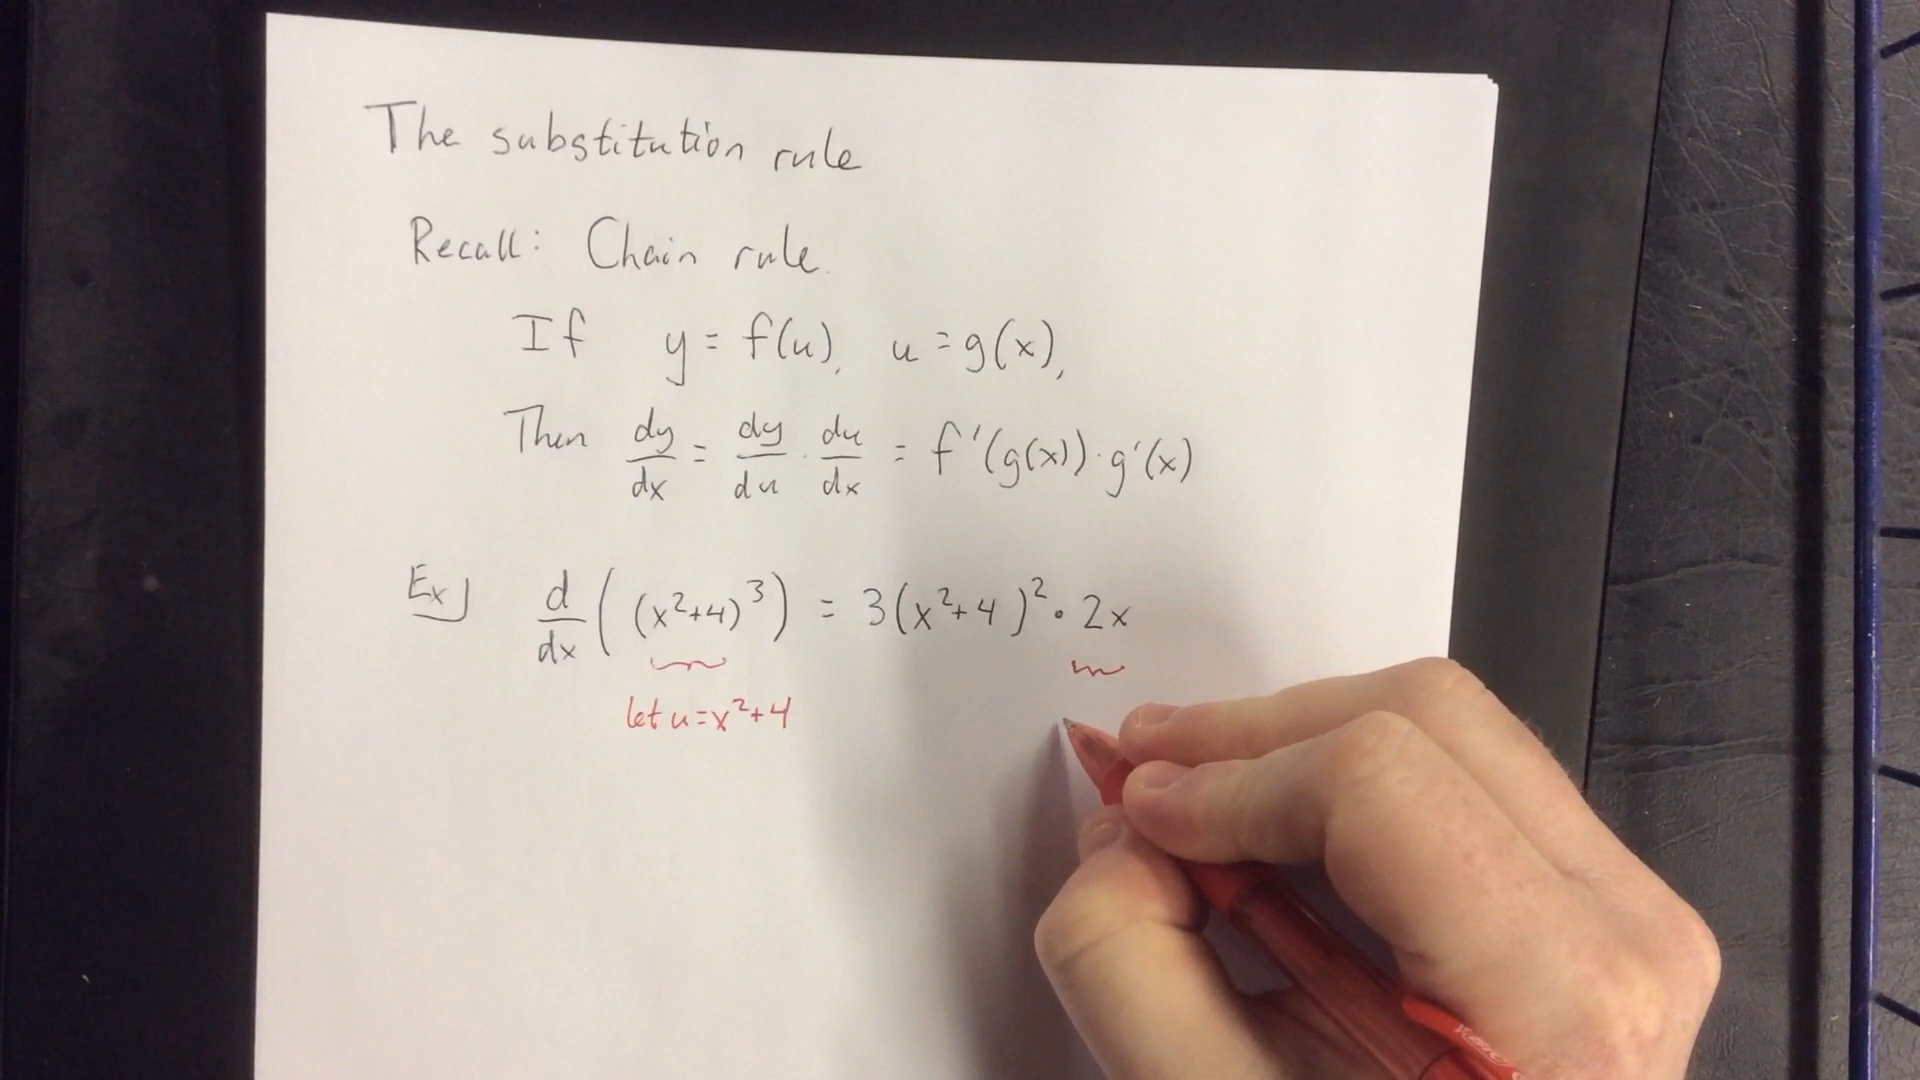 The substitution rule
Recall: Chain rule.
If y = f(u), u = g(x),
Then dy/dx = dy/du · du/dx = f'(g(x))·g'(x)
Ex) d/dx ((x²+4)³) = 3(x²+4)² · 2x
let u=x²+4